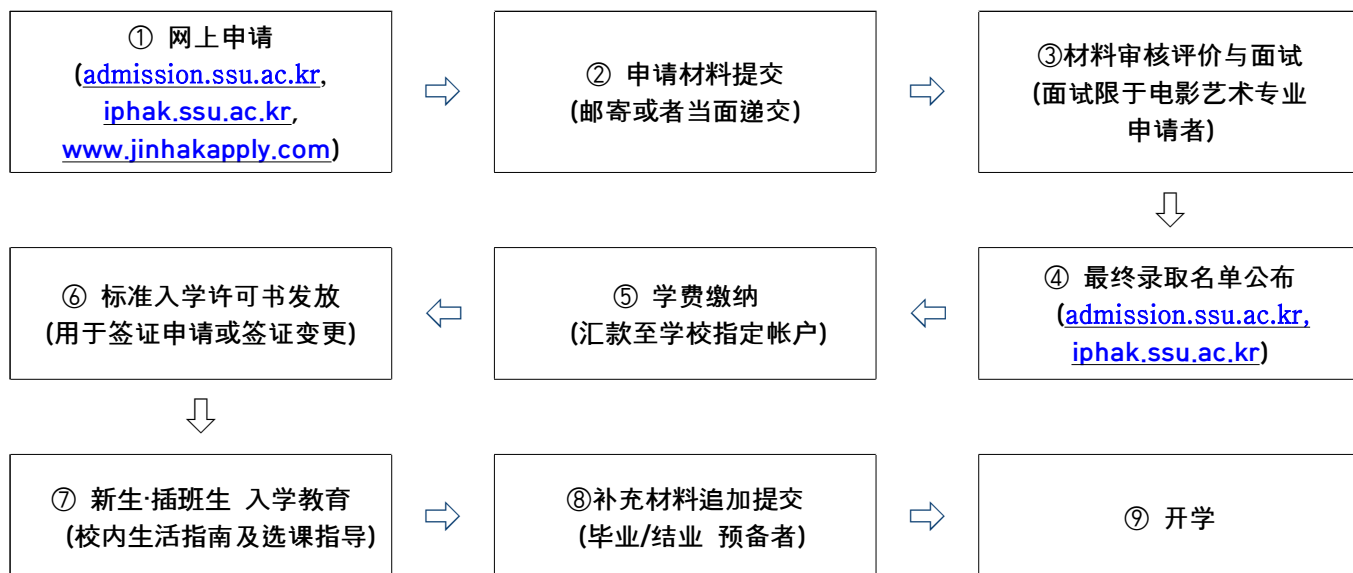 ① 网上申请
(admission.ssu.ac.kr,
iphak.ssu.ac.kr,
www.jinhakapply.com)
② 申请材料提交
(邮寄或者当面递交)
③材料审核评价与面试
(面试限于电影艺术专业
申请者)
④ 最终录取名单公布
(admission.ssu.ac.kr,
iphak.ssu.ac.kr)
⑤ 学费缴纳
(汇款至学校指定帐户)
⑥ 标准入学许可书发放
(用于签证申请或签证变更)
⑦ 新生·插班生 入学教育
(校内生活指南及选课指导)
⑧补充材料追加提交
(毕业/结业 预备者)
⑨ 开学